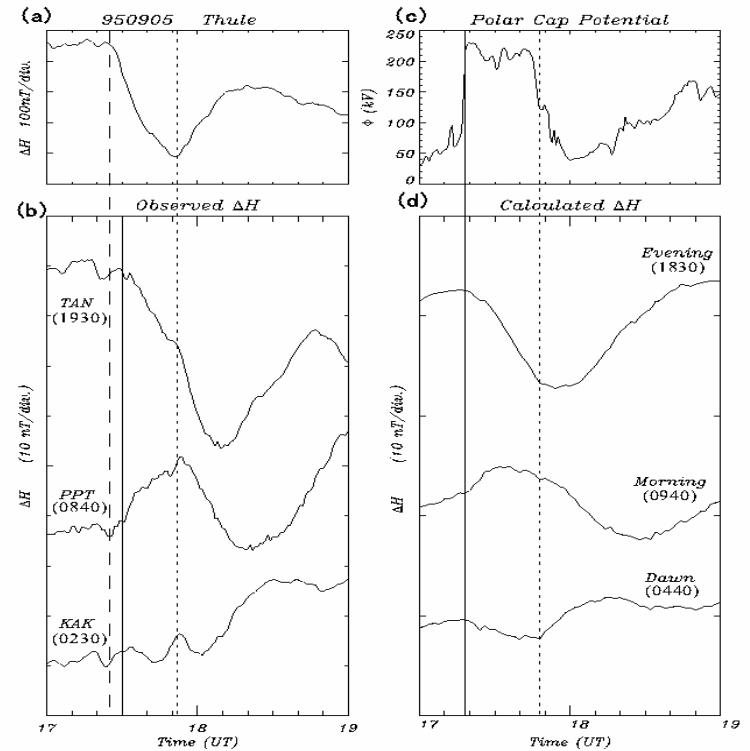 (a)
950905 Thule
ΔH 100nT/div.
(b)
Observed ΔH
TAN
(1930)
PPT
(0840)
KAK
(0230)
ΔH (10 nT/div.)
17 18 19
Time (UT)
(c)
Polar Cap Potential
250
200
150
100
50
0
Φ (kV)
(d)
Calculated ΔH
Evening
(1830)
Morning
(0940)
Dawn
(0440)
ΔH (10 nT/div.)
17 18 19
Time (UT)